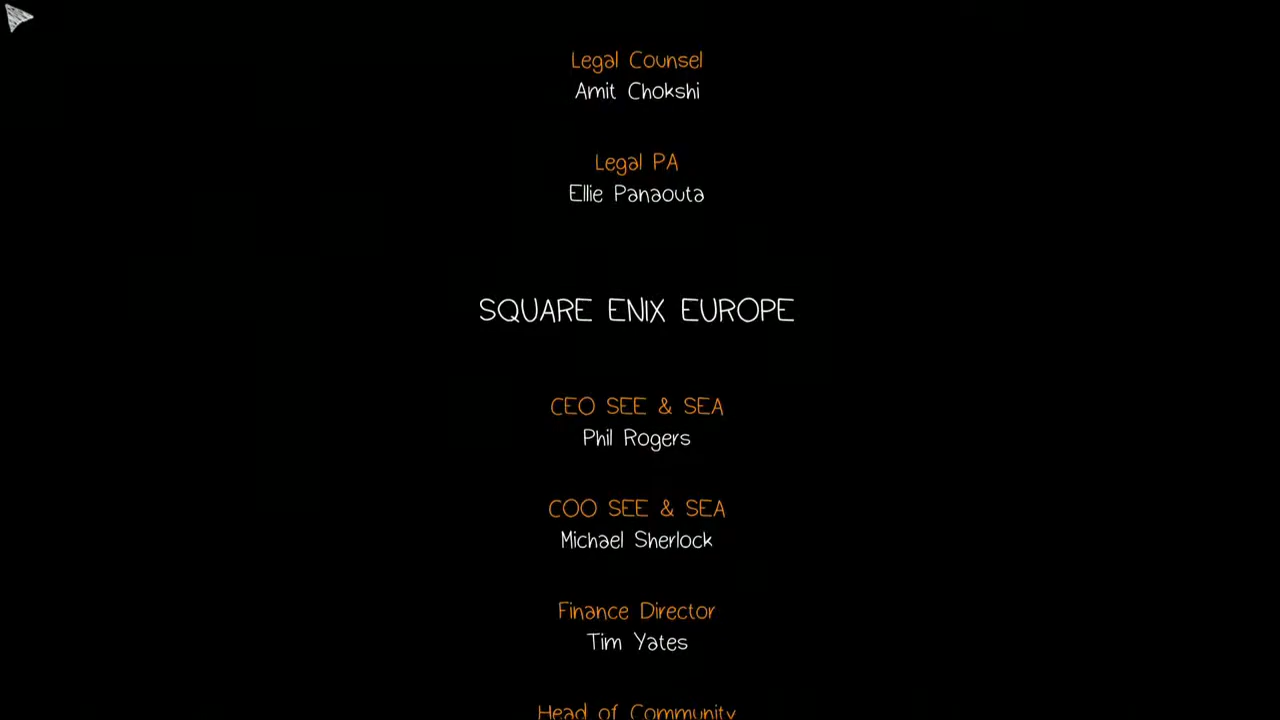 Legal Counsel
Amit Chokshi
Legal PA
Ellie Panaouta
SQUARE ENIX EUROPE
CEO SEE & SEA
Phil Rogers
COO SEE & SEA
Michael Sherlock
Finance Director
Tim Yates
Head of Community